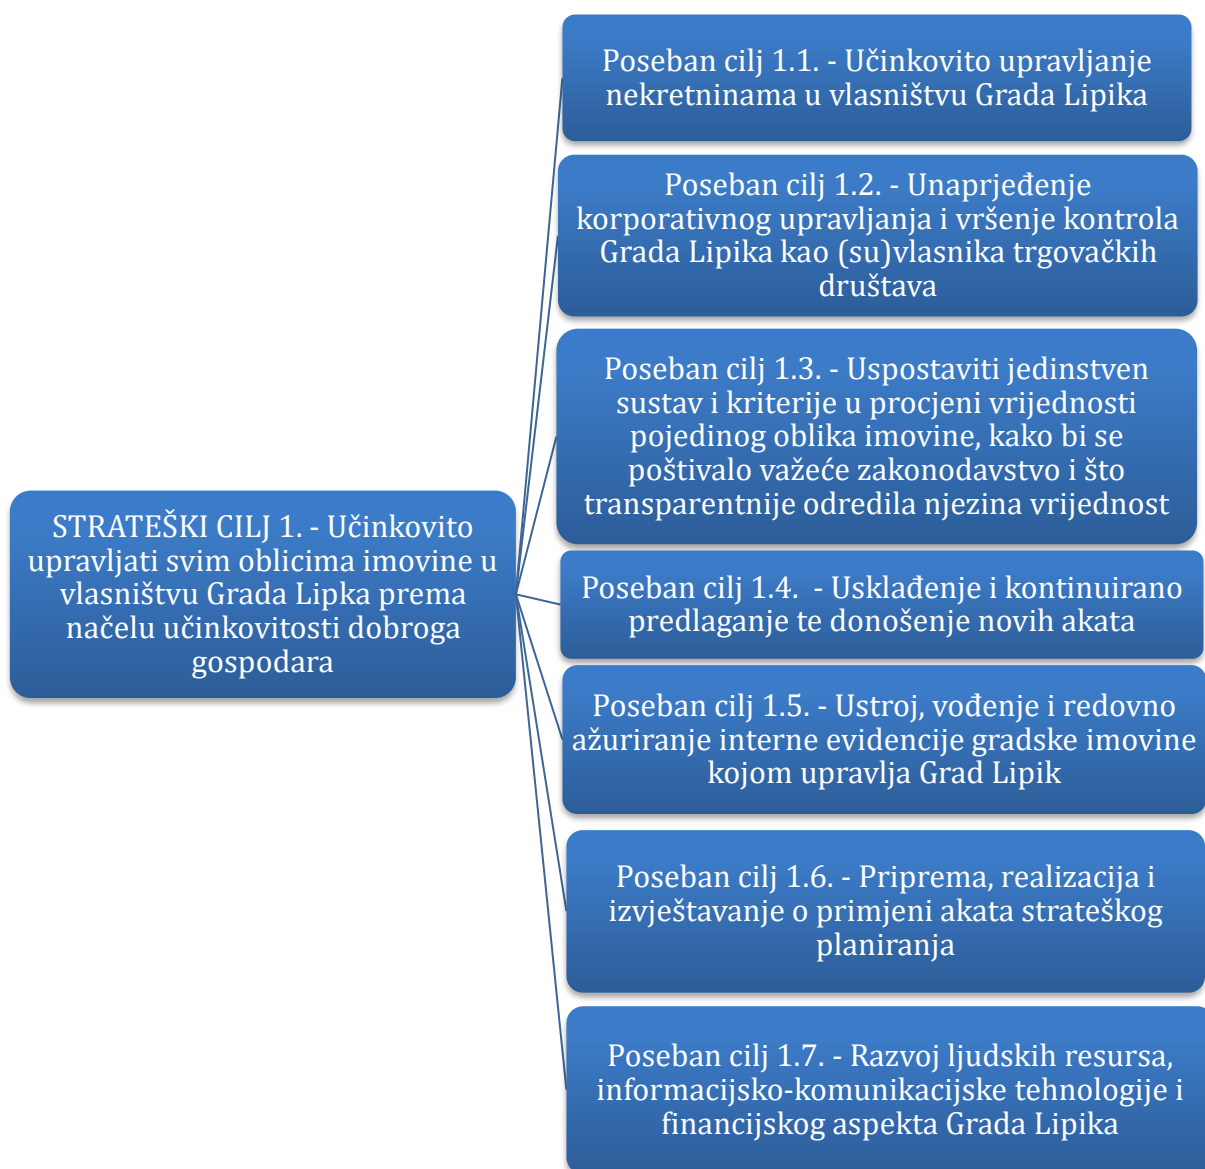 Poseban cilj 1.1. - Učinkovito upravljanje
nekretninama u vlasništvu Grada Lipika
Poseban cilj 1.2. - Unaprjeđenje
korporativnog upravljanja i vršenje kontrola
Grada Lipika kao (su)vlasnika trgovačkih
društava
Poseban cilj 1.3. - Uspostaviti jedinstven
sustav i kriterije u procjeni vrijednosti
pojedinog oblika imovine, kako bi se
poštivalo važeće zakonodavstvo i što
transparentnije odredila njezina vrijednost
STRATEŠKI CILJ 1. - Učinkovito
upravljati svim oblicima imovine u
vlasništvu Grada Lipka prema
načelu učinkovitosti dobroga
gospodara
Poseban cilj 1.4.  - Usklađenje i kontinuirano
predlaganje te donošenje novih akata
Poseban cilj 1.5. - Ustroj, vođenje i redovno
ažuriranje interne evidencije gradske imovine
kojom upravlja Grad Lipik
Poseban cilj 1.6. - Priprema, realizacija i
izvještavanje o primjeni akata strateškog
planiranja
Poseban cilj 1.7. - Razvoj ljudskih resursa,
informacijsko-komunikacijske tehnologije i
financijskog aspekta Grada Lipika